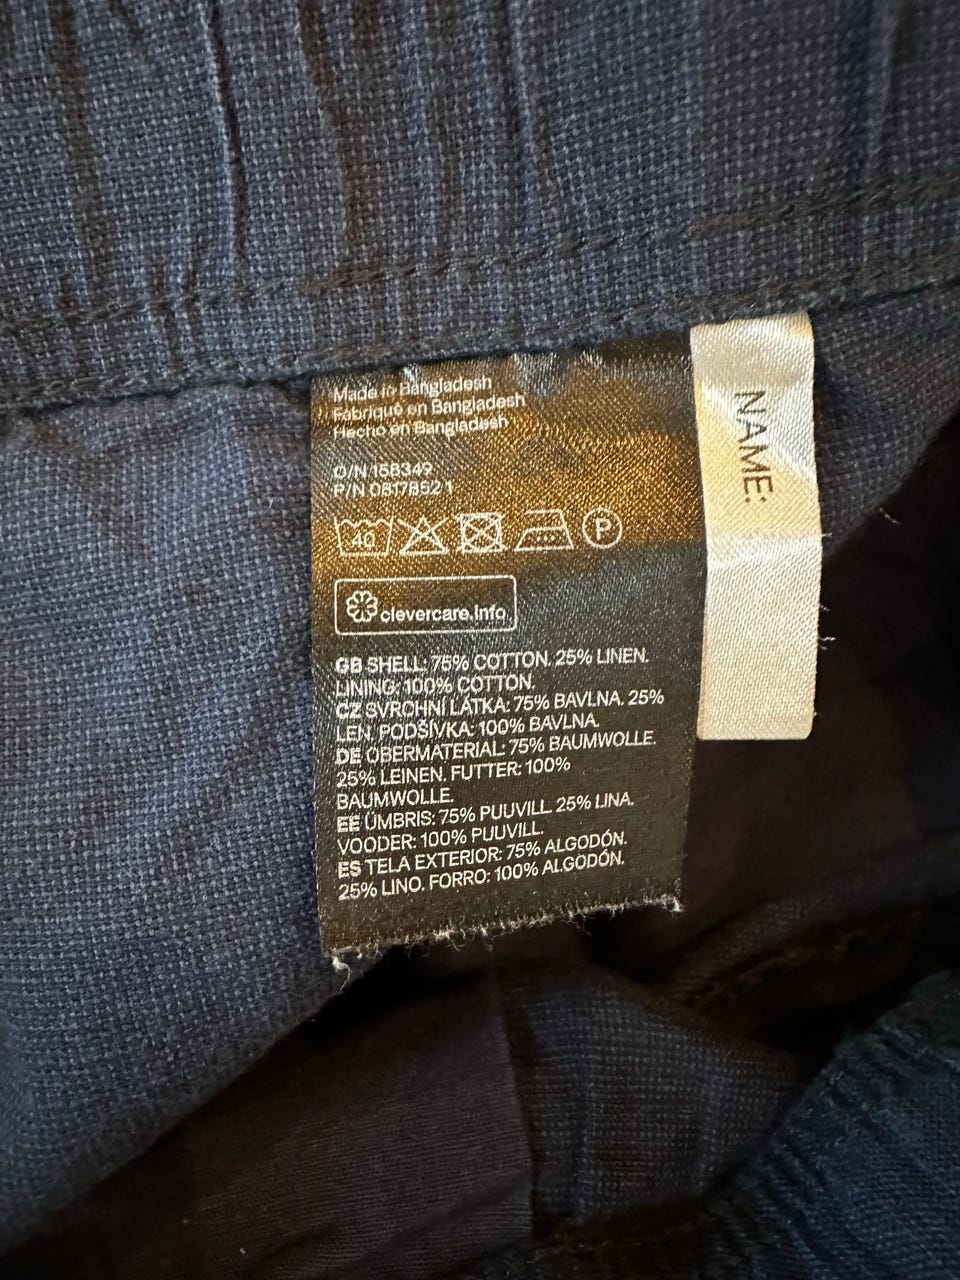 Made in Bangladesh
Fabriqué en Bangladesh
Hecho en Bangladesh
O/N 158349
P/N 0817852 1
40
P
clevercare.info
GB SHELL: 75% COTTON. 25% LINEN.
LINING: 100% COTTON.
CZ SVRCHNÍ LÁTKA: 75% BAVLNA. 25%
LEN. PODŠÍVKA: 100% BAVLNA.
DE OBERMATERIAL: 75% BAUMWOLLE.
25% LEINEN. FUTTER: 100%
BAUMWOLLE.
EE ÜMBRIS: 75% PUUVILL. 25% LINA.
VOODER: 100% PUUVILL.
ES TELA EXTERIOR: 75% ALGODÓN.
25% LINO. FORRO: 100% ALGODÓN.
NAME: